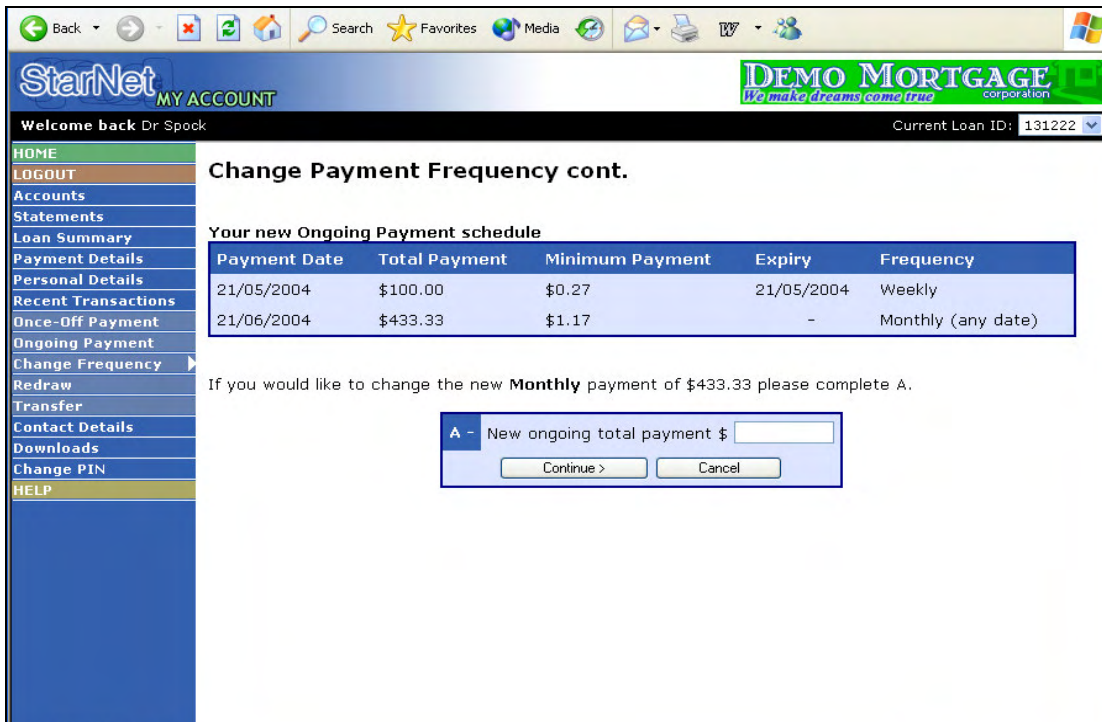 Back Search Favorites Media
StarNet MY ACCOUNT
DEMO MORTGAGE
We make dreams come true corporation
Welcome back Dr Spock Current Loan ID: 131222
HOME
LOGOUT
Accounts
Statements
Loan Summary
Payment Details
Personal Details
Recent Transactions
Once-Off Payment
Ongoing Payment
Change Frequency
Redraw
Transfer
Contact Details
Downloads
Change PIN
HELP
Change Payment Frequency cont.
Your new Ongoing Payment schedule
Payment Date Total Payment Minimum Payment Expiry Frequency
21/05/2004 $100.00 $0.27 21/05/2004 Weekly
21/06/2004 $433.33 $1.17 - Monthly (any date)
If you would like to change the new Monthly payment of $433.33 please complete A.
A - New ongoing total payment $
Continue > Cancel